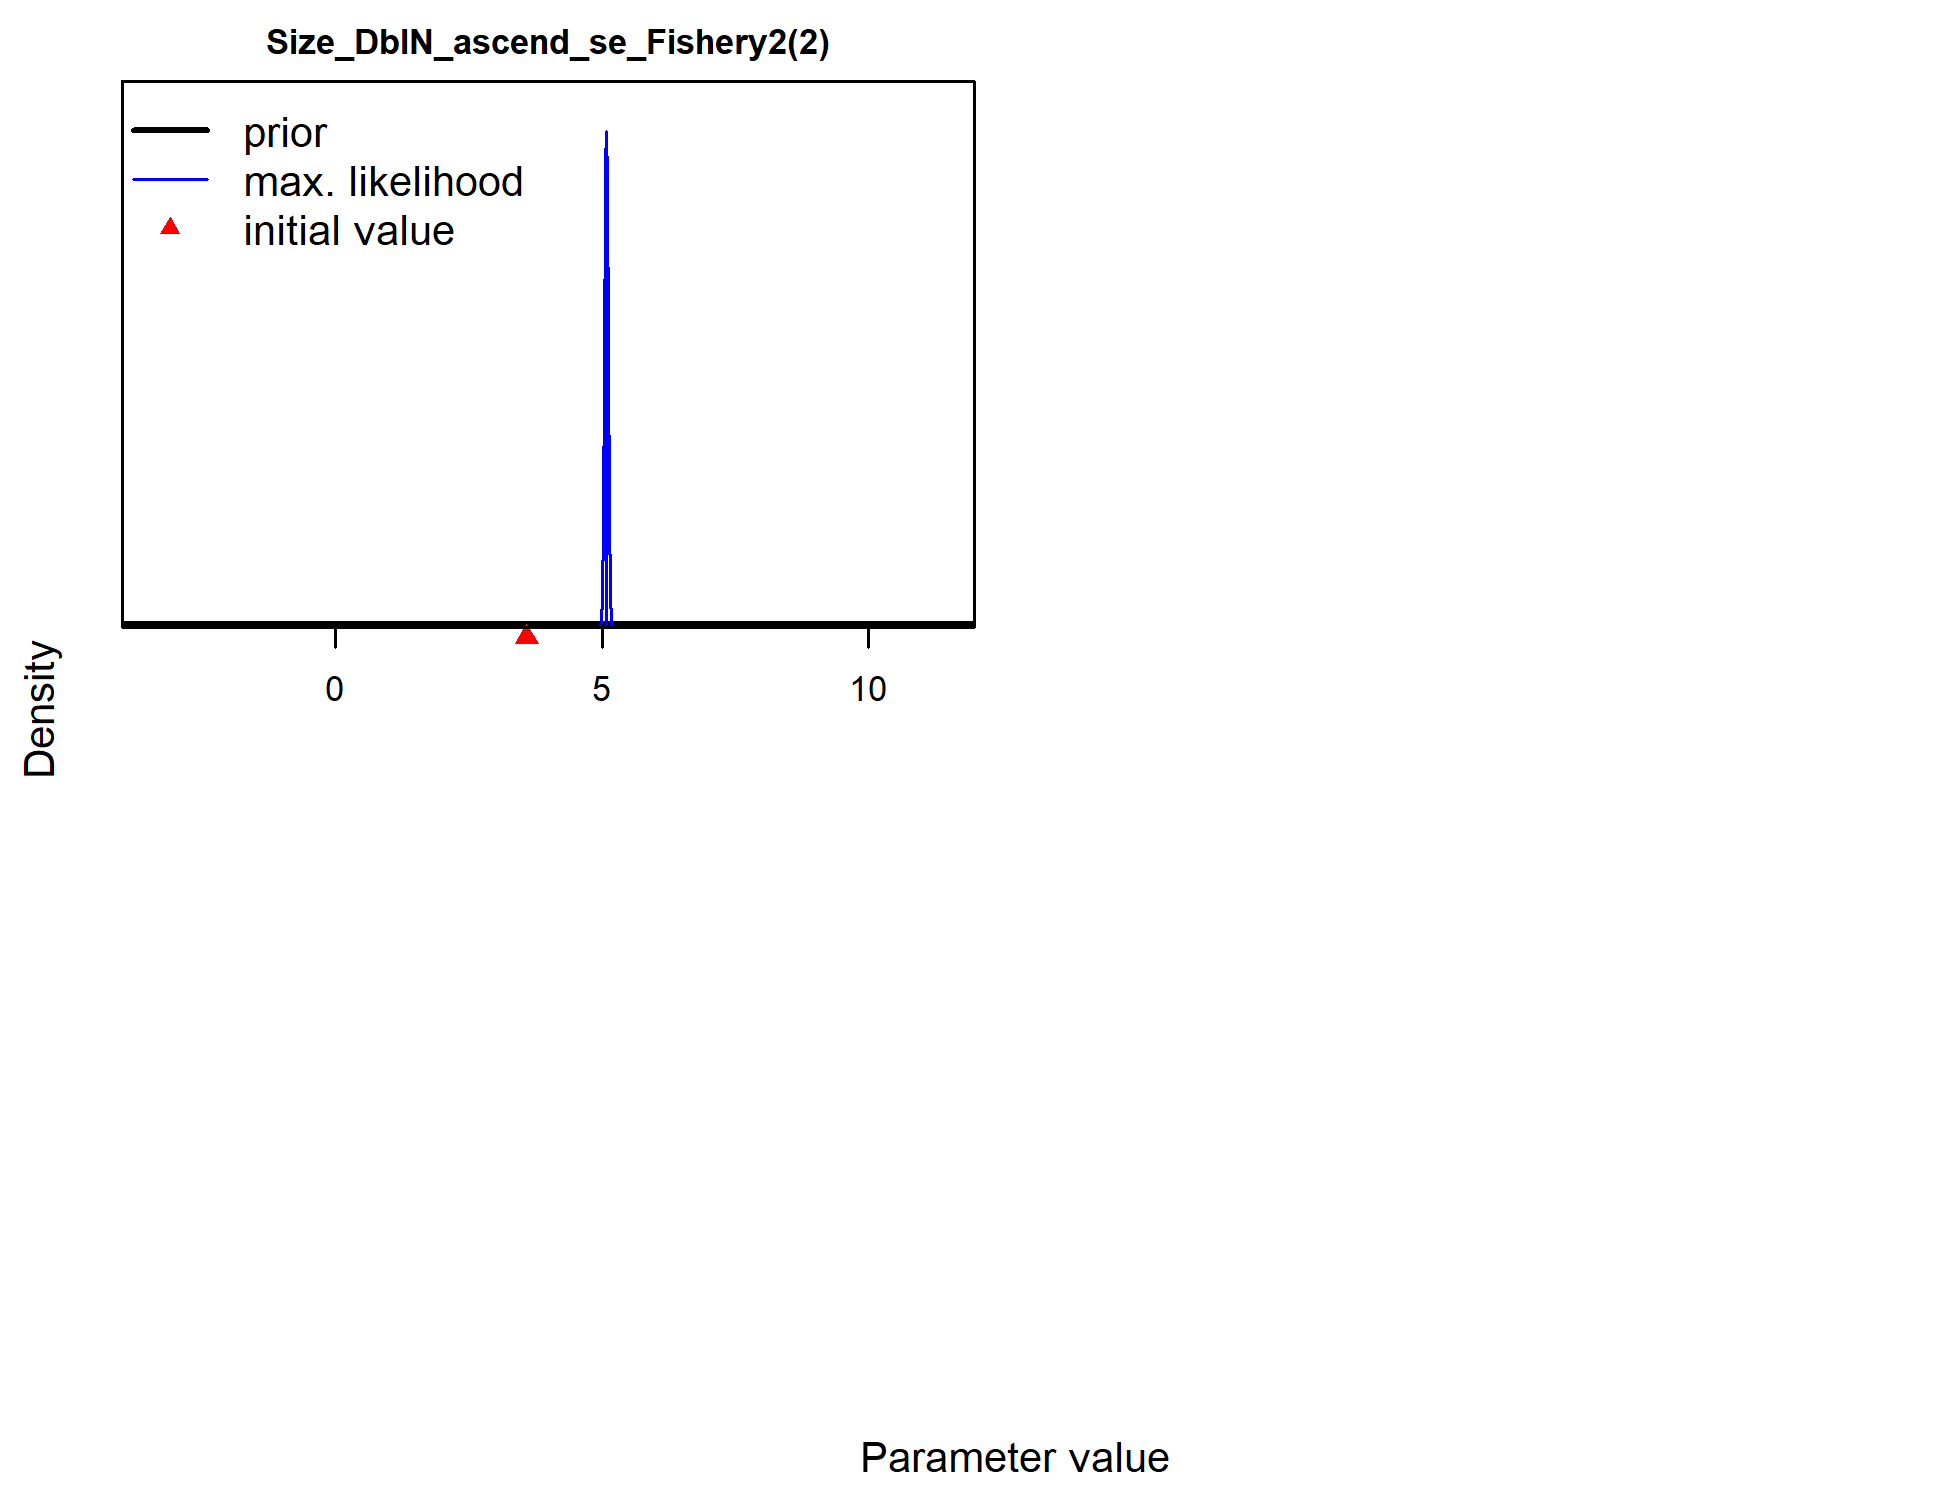 Size_DblN_ascend_se_Fishery2(2)
prior
max. likelihood
initial value
0 5 10
Density
Parameter value